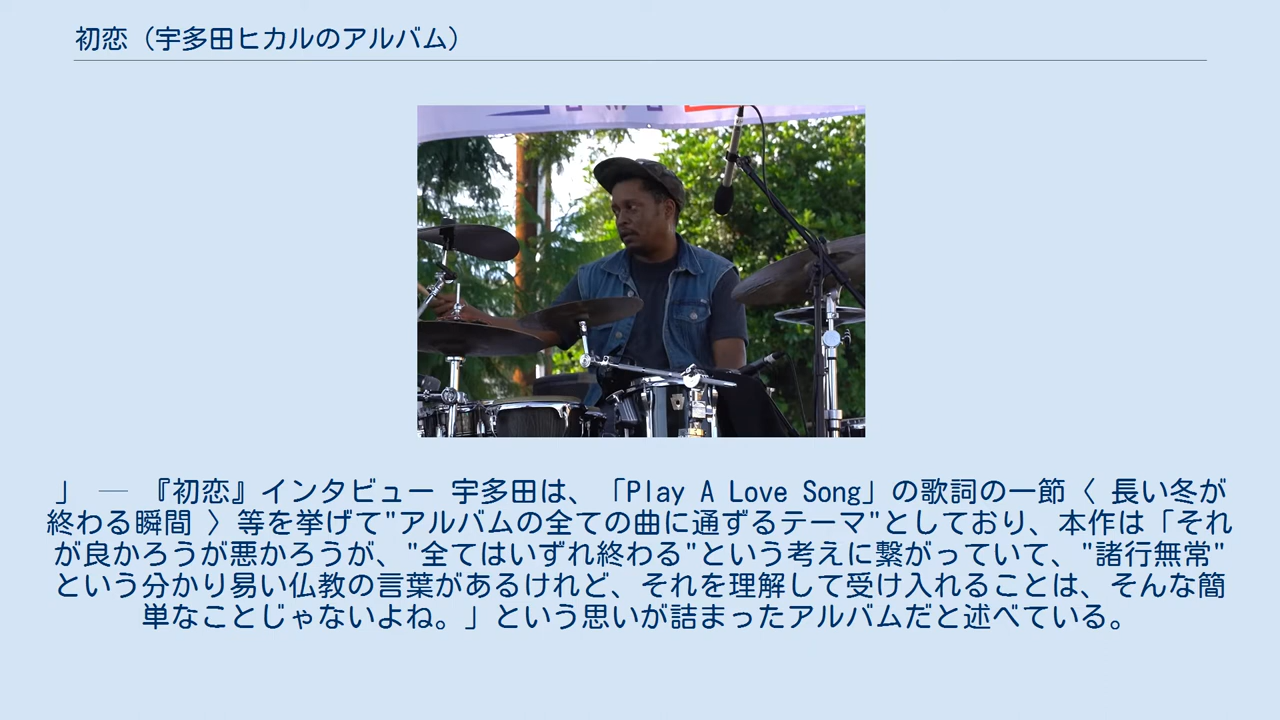 初恋（宇多田ヒカルのアルバム）
」 ― 『初恋』インタビュー 宇多田は、「Play A Love Song」の歌詞の一節〈 長い冬が
終わる瞬間 〉等を挙げて"アルバムの全ての曲に通ずるテーマ"としており、本作は「それ
が良かろうが悪かろうが、"全てはいずれ終わる"という考えに繋がっていて、"諸行無常"
という分かり易い仏教の言葉があるけれど、それを理解して受け入れることは、そんな簡
単なことじゃないよね。」という思いが詰まったアルバムだと述べている。